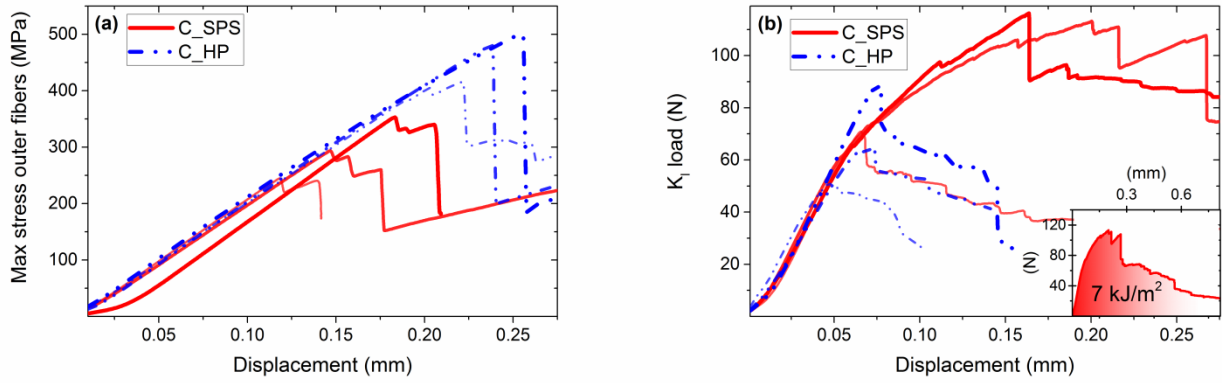 (a)
C_SPS
C_HP
Max stress outer fibers (MPa)
500
400
300
200
100
0.05
0.10
0.15
0.20
0.25
Displacement (mm)
(b)
C_SPS
C_HP
K_I load (N)
120
100
80
60
40
20
0.05
0.10
0.15
0.20
0.25
Displacement (mm)
(mm)
0.3
0.6
(N)
120
80
40
7 kJ/m²